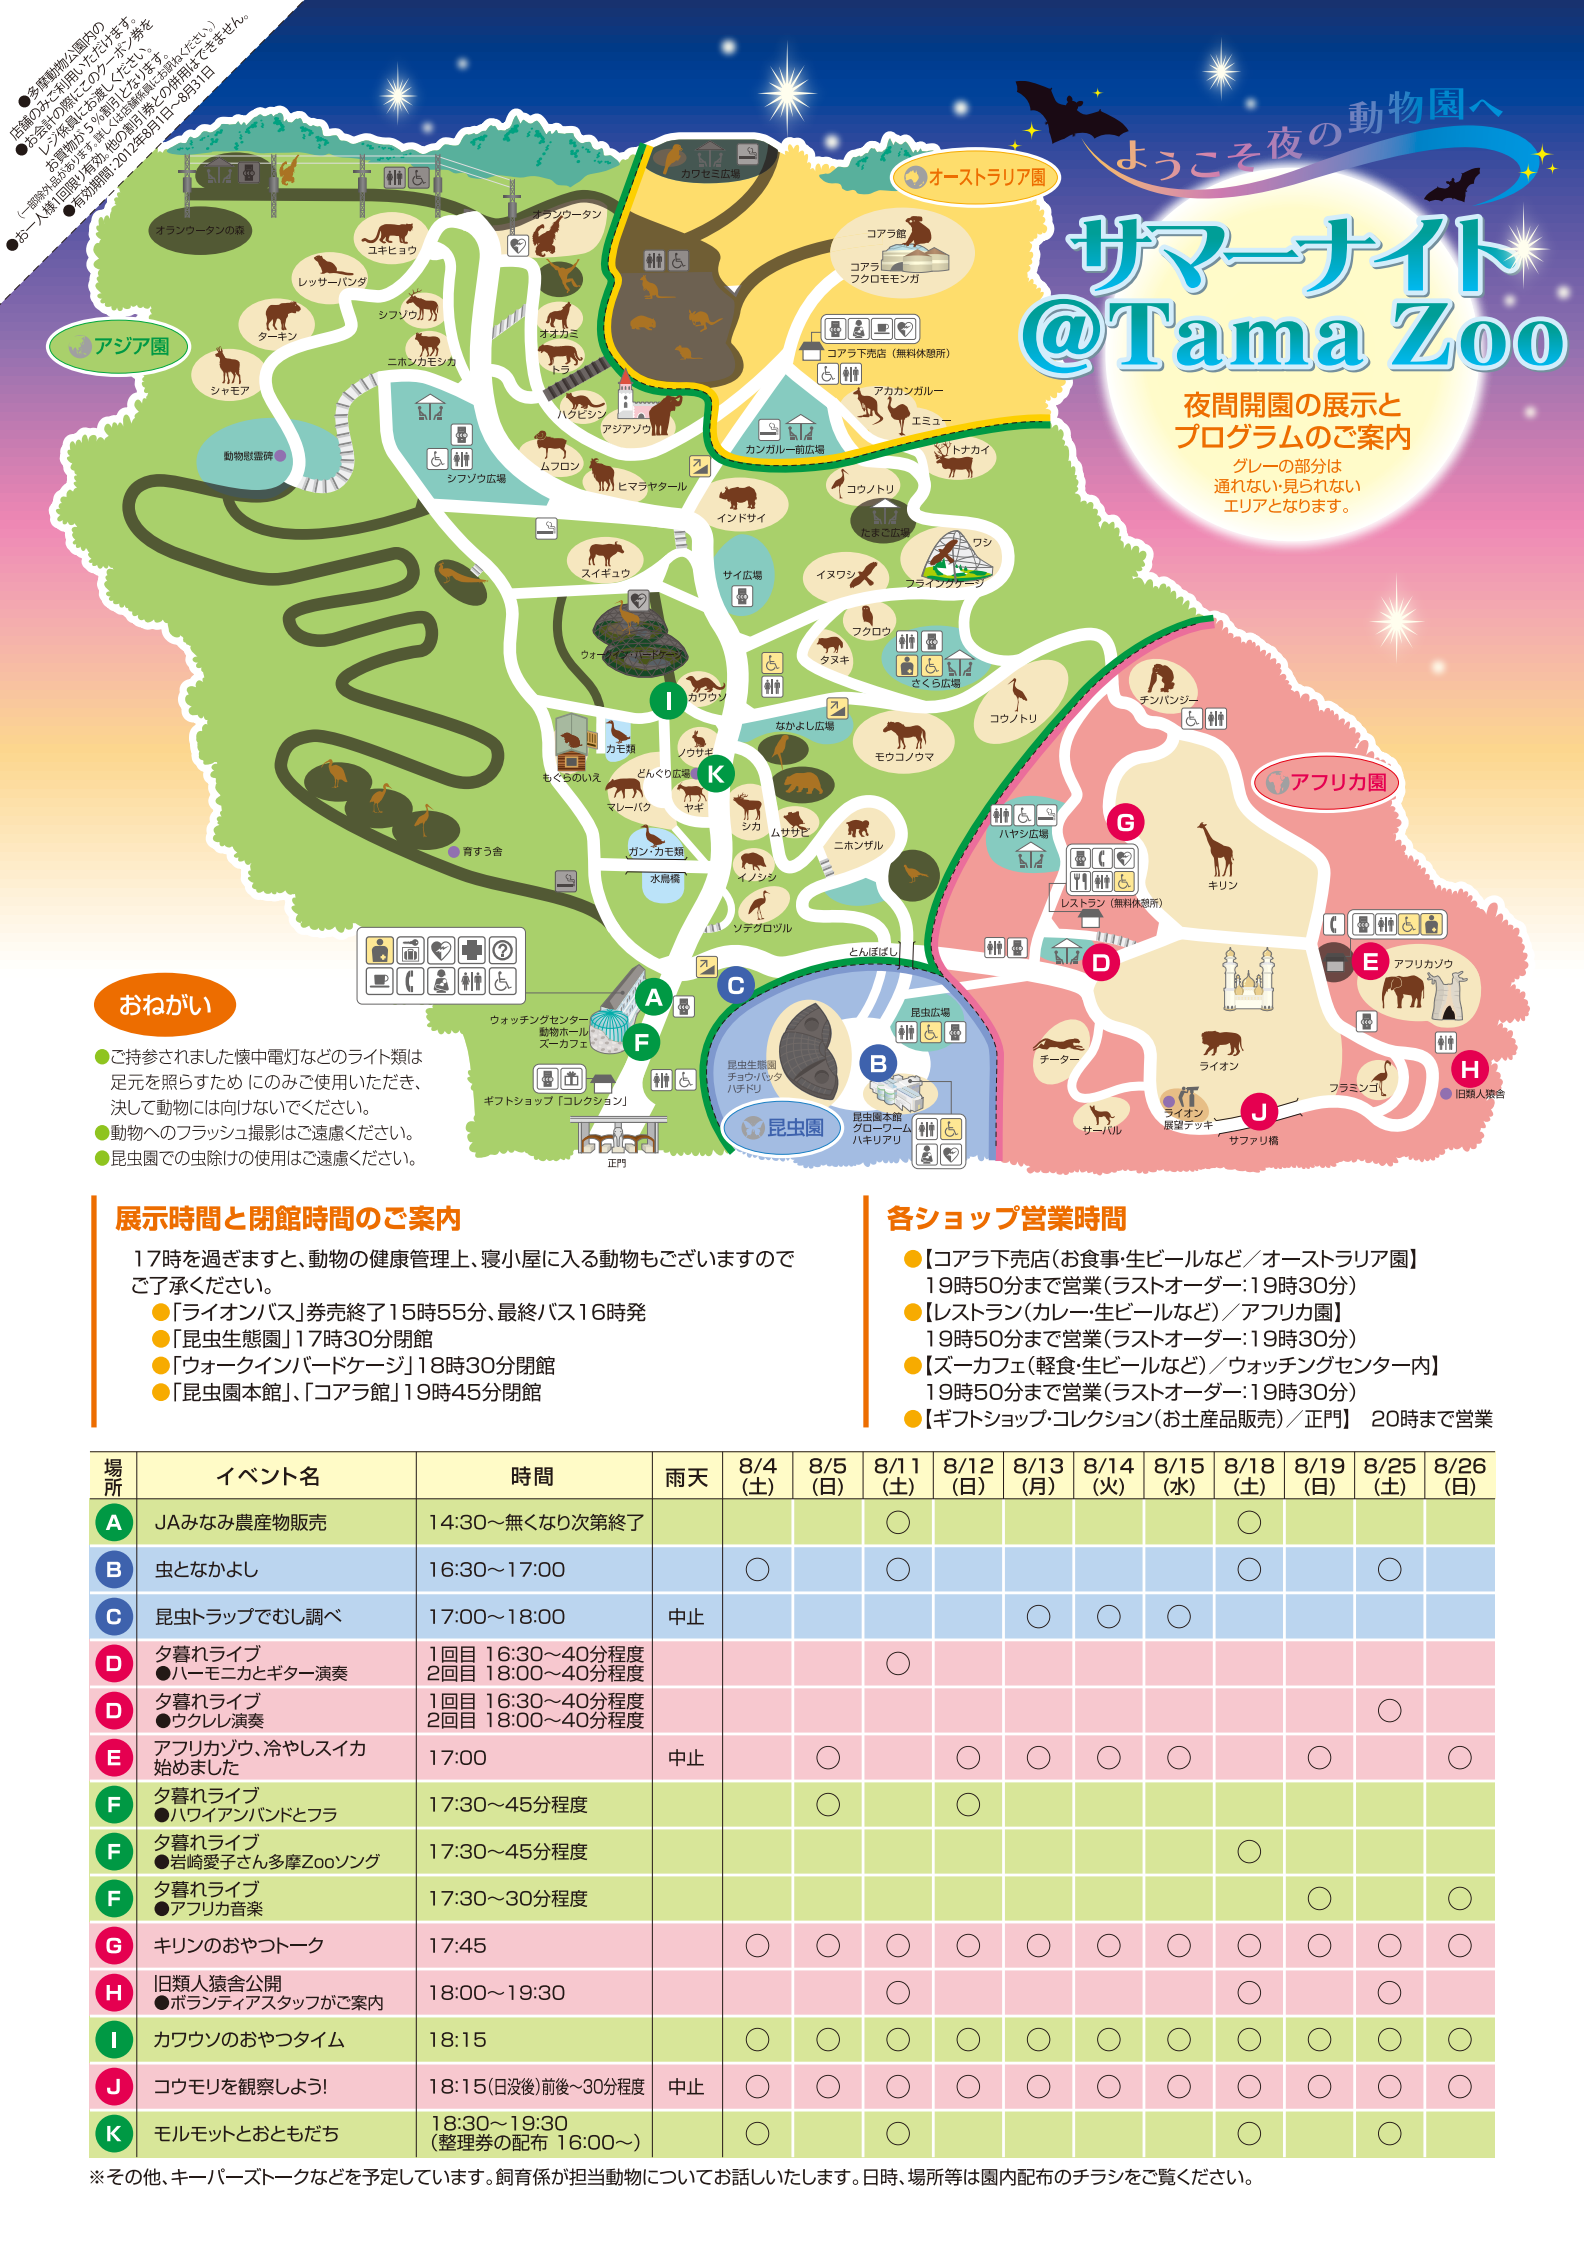 ●多摩動物公園内の
店舗のみご利用いただけます。
●お会計の際にこのクーポン券を
レジ係員にお渡しください。
お買物が5%割引となります。
(一部除外品があります。詳しくは店舗係員にお訊ねください。)
●お一人様1回限り有効。他の割引券との併用はできません。
●有効期間：2012年8月1日〜8月31日
ようこそ夜の動物園へ
サマーナイト
@Tama Zoo
夜間開園の展示と
プログラムのご案内
グレーの部分は
通れない・見られない
エリアとなります。
オーストラリア園
アジア園
アフリカ園
昆虫園
カワセミ広場
オランウータンの森
オランウータン
ユキヒョウ
レッサーパンダ
ターキン
シフゾウ
ニホンカモシカ
シャモア
オオカミ
トラ
ハクビシン
アジアゾウ
コアラ館
コアラ
フクロモモンガ
コアラ下売店（無料休憩所）
アカカンガルー
エミュー
カンガルー前広場
動物慰霊碑
シフゾウ広場
ムフロン
ヒマラヤタール
インドサイ
トナカイ
コウノトリ
たまご広場
ワシ
フライングケージ
スイギュウ
サイ広場
イヌワシ
フクロウ
タヌキ
さくら広場
ウォークイン・バードケージ
I
カワウソ
なかよし広場
コウノトリ
モウコノウマ
チンパンジー
カモ類
ノウサギ
もぐらのいえ
どんぐり広場
K
マレーバク
ヤギ
シカ
ムササビ
ニホンザル
ガン・カモ類
水鳥橋
イノシシ
ソデグロヅル
育すう舎
とんぼばし
ハヤシ広場
G
キリン
レストラン（無料休憩所）
D
E
アフリカゾウ
A
C
F
ウォッチングセンター
動物ホール
ズーカフェ
ギフトショップ「コレクション」
正門
昆虫生態園
チョウ・バッタ
ハチドリ
昆虫広場
B
昆虫園本館
グローワーム
ハキリアリ
チーター
ライオン
フラミンゴ
H
旧類人猿舎
サーバル
ライオン
展望デッキ
J
サファリ橋
おねがい
●ご持参されました懐中電灯などのライト類は
足元を照らすため にのみご使用いただき、
決して動物には向けないでください。
●動物へのフラッシュ撮影はご遠慮ください。
●昆虫園での虫除けの使用はご遠慮ください。
展示時間と閉館時間のご案内
17時を過ぎますと、動物の健康管理上、寝小屋に入る動物もございますので
ご了承ください。
●「ライオンバス」券売終了15時55分、最終バス16時発
●「昆虫生態園」17時30分閉館
●「ウォークインバードケージ」18時30分閉館
●「昆虫園本館」、「コアラ館」19時45分閉館
各ショップ営業時間
●【コアラ下売店（お食事・生ビールなど／オーストラリア園】
19時50分まで営業（ラストオーダー：19時30分）
●【レストラン（カレー・生ビールなど）／アフリカ園】
19時50分まで営業（ラストオーダー：19時30分）
●【ズーカフェ（軽食・生ビールなど）／ウォッチングセンター内】
19時50分まで営業（ラストオーダー：19時30分）
●【ギフトショップ・コレクション（お土産品販売）／正門】 20時まで営業
場所 イベント名 時間 雨天 8/4(土) 8/5(日) 8/11(土) 8/12(日) 8/13(月) 8/14(火) 8/15(水) 8/18(土) 8/19(日) 8/25(土) 8/26(日)
A JAみなみ農産物販売 14:30〜無くなり次第終了 ○ ○
B 虫となかよし 16:30〜17:00 ○ ○ ○ ○
C 昆虫トラップでむし調べ 17:00〜18:00 中止 ○ ○ ○
D 夕暮れライブ 1回目 16:30〜40分程度
●ハーモニカとギター演奏 2回目 18:00〜40分程度 ○
D 夕暮れライブ 1回目 16:30〜40分程度
●ウクレレ演奏 2回目 18:00〜40分程度 ○
E アフリカゾウ、冷やしスイカ
始めました 17:00 中止 ○ ○ ○ ○ ○ ○ ○
F 夕暮れライブ
●ハワイアンバンドとフラ 17:30〜45分程度 ○ ○
F 夕暮れライブ
●岩崎愛子さん多摩Zooソング 17:30〜45分程度 ○
F 夕暮れライブ
●アフリカ音楽 17:30〜30分程度 ○ ○
G キリンのおやつトーク 17:45 ○ ○ ○ ○ ○ ○ ○ ○ ○ ○ ○
H 旧類人猿舎公開
●ボランティアスタッフがご案内 18:00〜19:30 ○ ○ ○
I カワウソのおやつタイム 18:15 ○ ○ ○ ○ ○ ○ ○ ○ ○ ○ ○
J コウモリを観察しよう! 18:15(日没後)前後〜30分程度 中止 ○ ○ ○ ○ ○ ○ ○ ○ ○ ○ ○
K モルモットとおともだち 18:30〜19:30
（整理券の配布 16:00〜） ○ ○ ○ ○
※その他、キーパーズトークなどを予定しています。飼育係が担当動物についてお話しいたします。日時、場所等は園内配布のチラシをご覧ください。